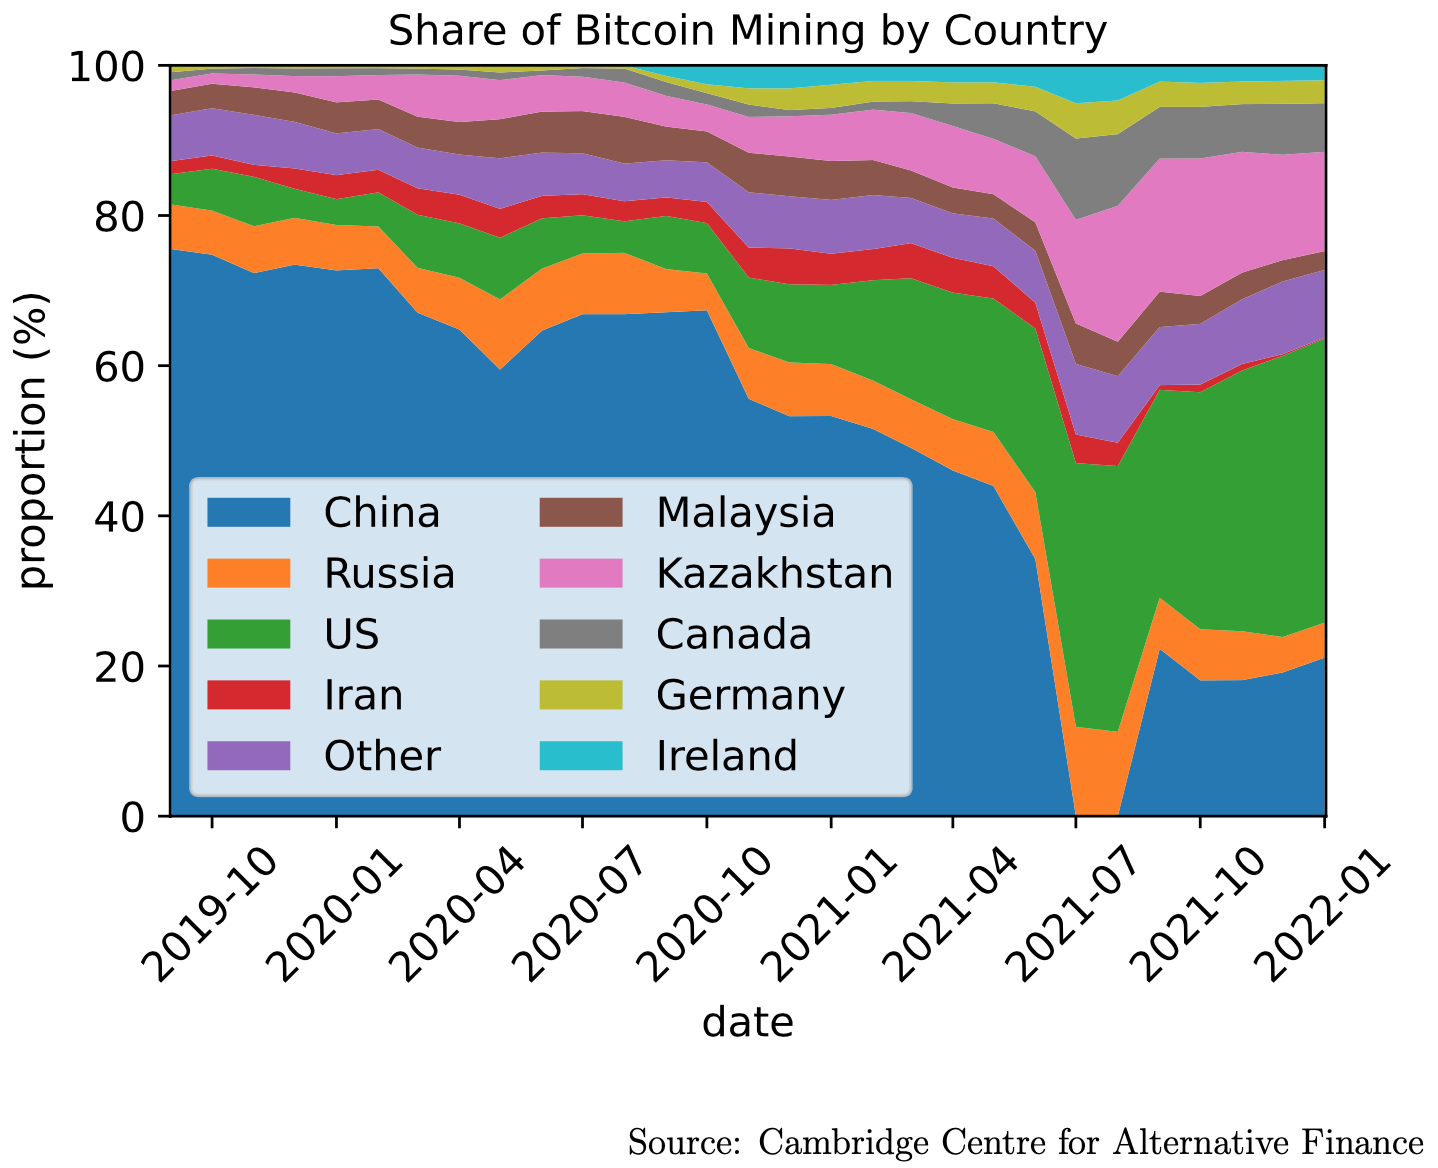 Share of Bitcoin Mining by Country
100
80
60
40
20
0
proportion (%)
China
Russia
US
Iran
Other
Malaysia
Kazakhstan
Canada
Germany
Ireland
2019-10
2020-01
2020-04
2020-07
2020-10
2021-01
2021-04
2021-07
2021-10
2022-01
date
Source: Cambridge Centre for Alternative Finance